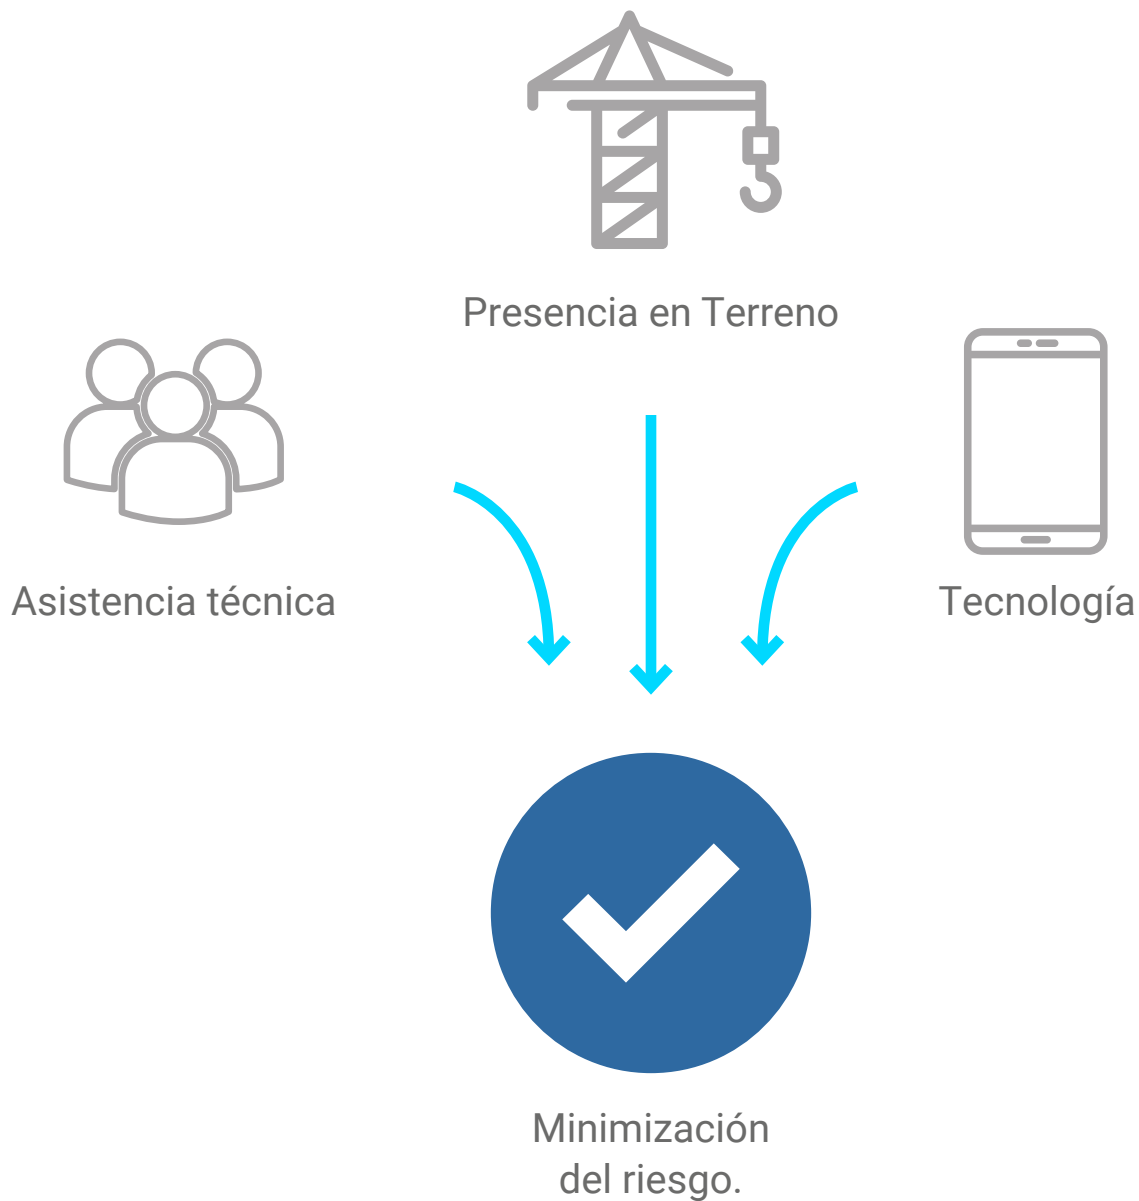 Presencia en Terreno
Asistencia técnica
Tecnología
Minimización
del riesgo.